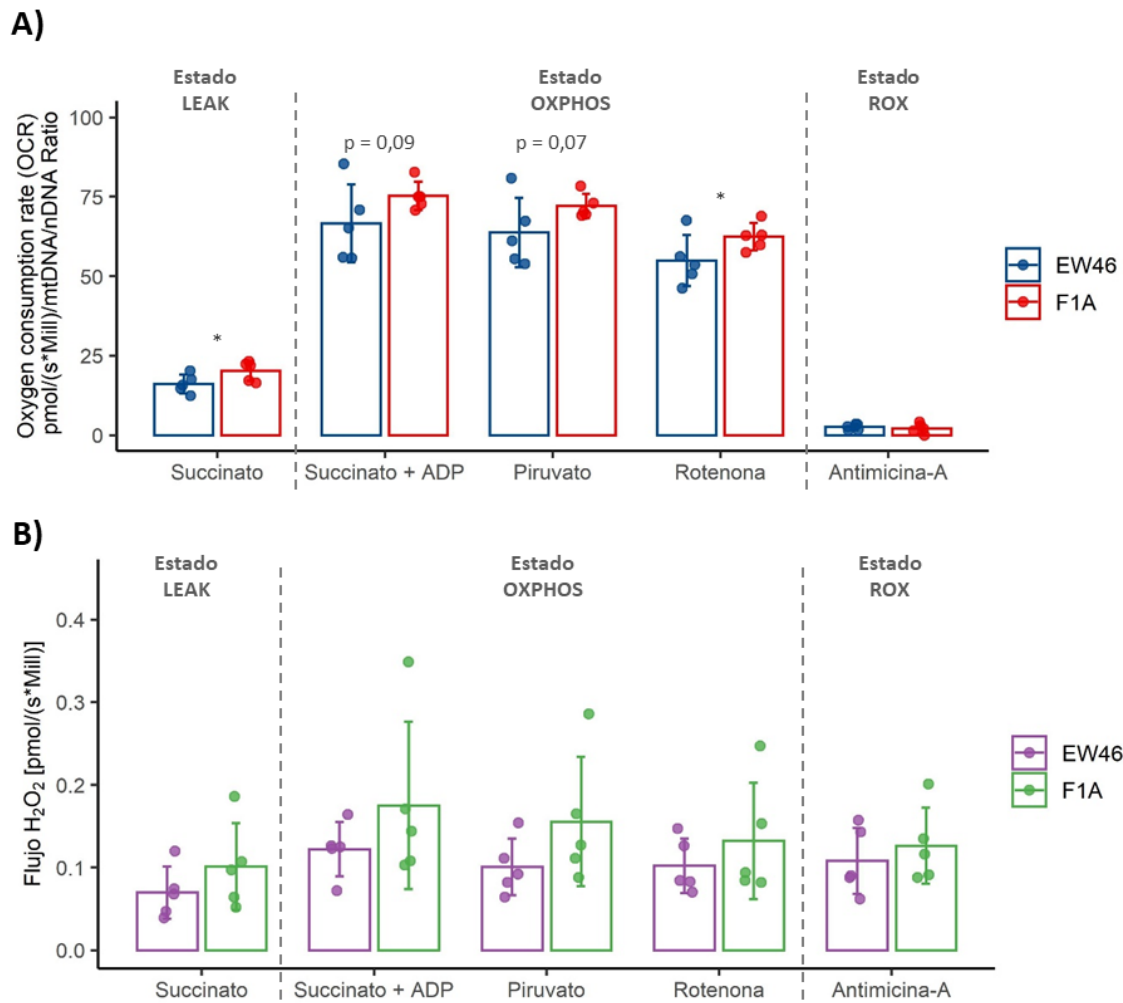 A)
Estado
LEAK
Estado
OXPHOS
Estado
ROX
Oxygen consumption rate (OCR)
pmol/(s*Mill)/mtDNA/nDNA Ratio
100
75
50
25
0
p = 0,09
p = 0,07
*
*
EW46
F1A
Succinato
Succinato + ADP
Piruvato
Rotenona
Antimicina-A
B)
Estado
LEAK
Estado
OXPHOS
Estado
ROX
Flujo H₂O₂ [pmol/(s*Mill)]
0.4
0.3
0.2
0.1
0.0
EW46
F1A
Succinato
Succinato + ADP
Piruvato
Rotenona
Antimicina-A